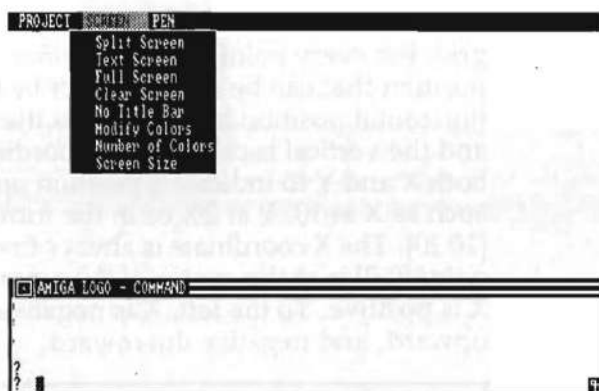 PROJECT SCREEN PEN
Split Screen
Text Screen
Full Screen
Clear Screen
No Title Bar
Modify Colors
Number of Colors
Screen Size
AMIGA LOGO - COMMAND
?
?